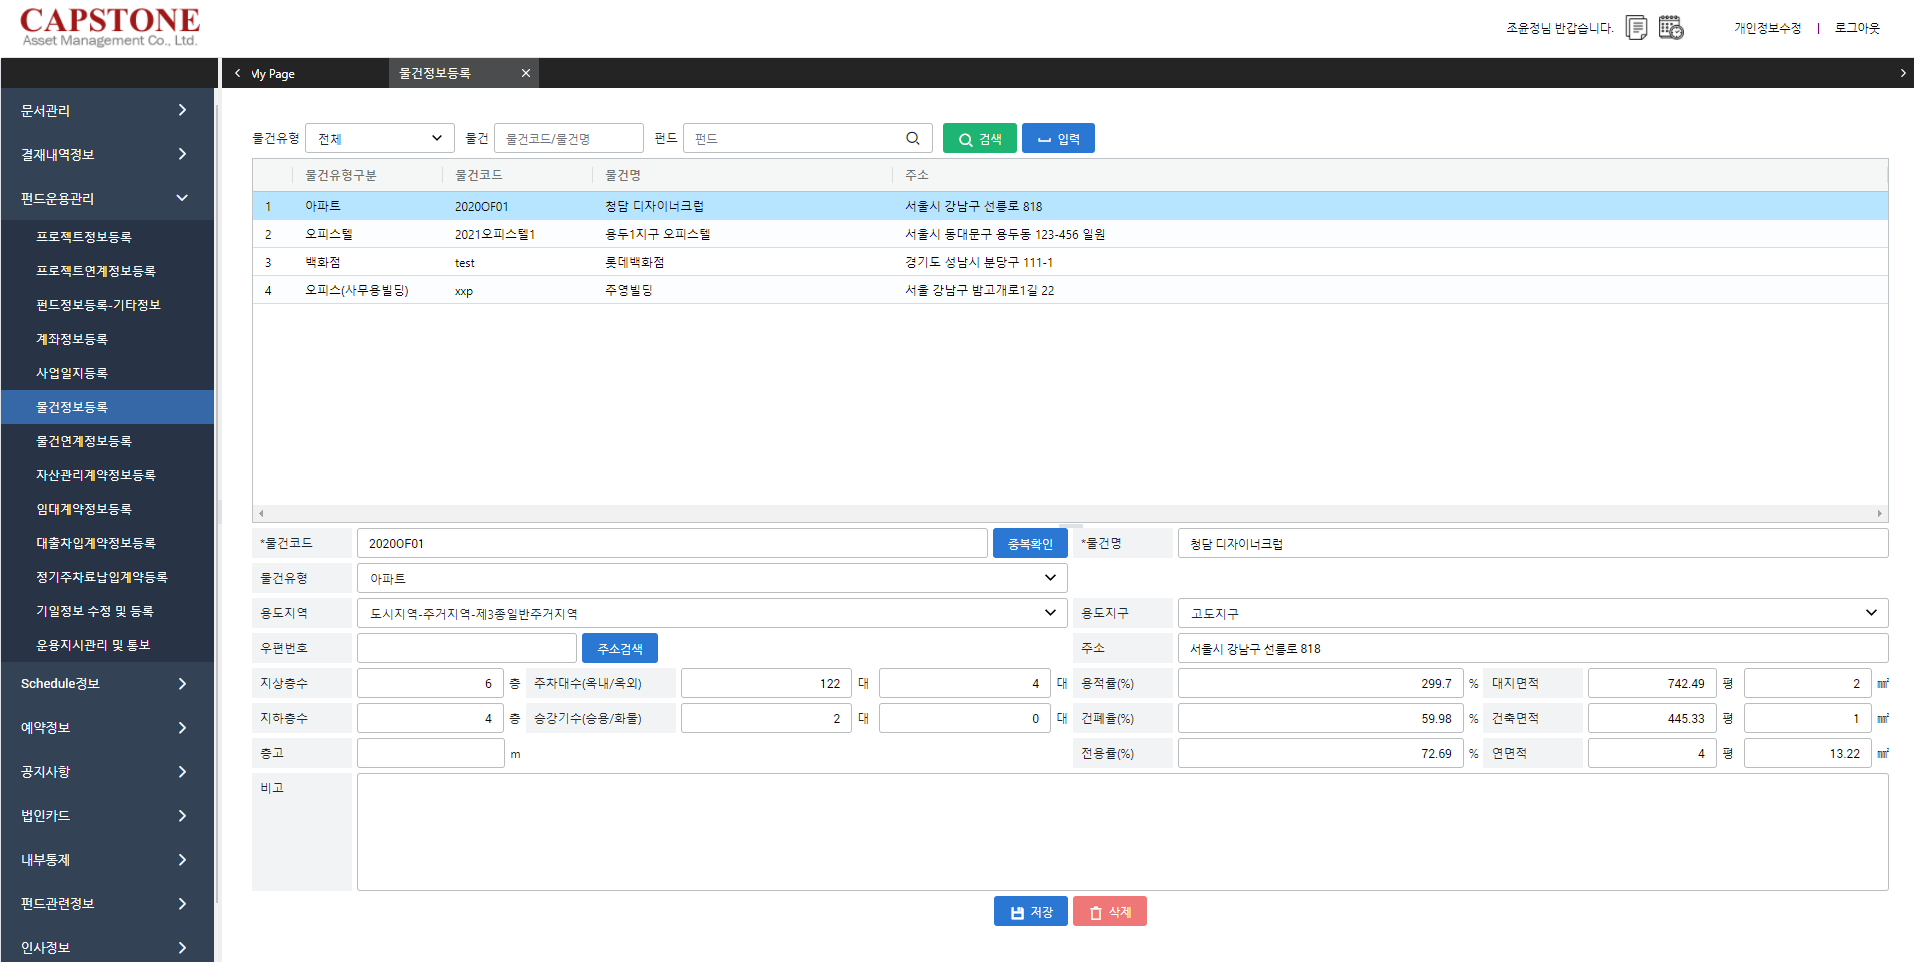 CAPSTONE
Asset Management Co., Ltd.
조윤정님 반갑습니다.
개인정보수정 | 로그아웃
My Page
물건정보등록
문서관리
결재내역정보
펀드운용관리
프로젝트정보등록
프로젝트연계정보등록
펀드정보등록-기타정보
계좌정보등록
사업일지등록
물건정보등록
물건연계정보등록
자산관리계약정보등록
임대계약정보등록
대출차입계약정보등록
정기주차료납입계약등록
기일정보 수정 및 등록
운용지시관리 및 통보
Schedule정보
예약정보
공지사항
법인카드
내부통제
펀드관련정보
인사정보
물건유형 전체 물건 물건코드/물건명 펀드 펀드 검색 입력
물건유형구분 물건코드 물건명 주소
1 아파트 2020OF01 청담 디자이너크럽 서울시 강남구 선릉로 818
2 오피스텔 2021오피스텔1 용두1지구 오피스텔 서울시 동대문구 용두동 123-456 일원
3 백화점 test 롯데백화점 경기도 성남시 분당구 111-1
4 오피스(사무용빌딩) xxp 주영빌딩 서울 강남구 밤고개로1길 22
*물건코드 2020OF01 중복확인 *물건명 청담 디자이너크럽
물건유형 아파트
용도지역 도시지역-주거지역-제3종일반주거지역 용도지구 고도지구
우편번호 주소검색 주소 서울시 강남구 선릉로 818
지상층수 6 층 주차대수(옥내/옥외) 122 대 4 대 용적률(%) 299.7 % 대지면적 742.49 평 2 ㎟
지하층수 4 층 승강기수(승용/화물) 2 대 0 대 건폐율(%) 59.98 % 건축면적 445.33 평 1 ㎟
층고 m 전용률(%) 72.69 % 연면적 4 평 13.22 ㎟
비고
저장 삭제